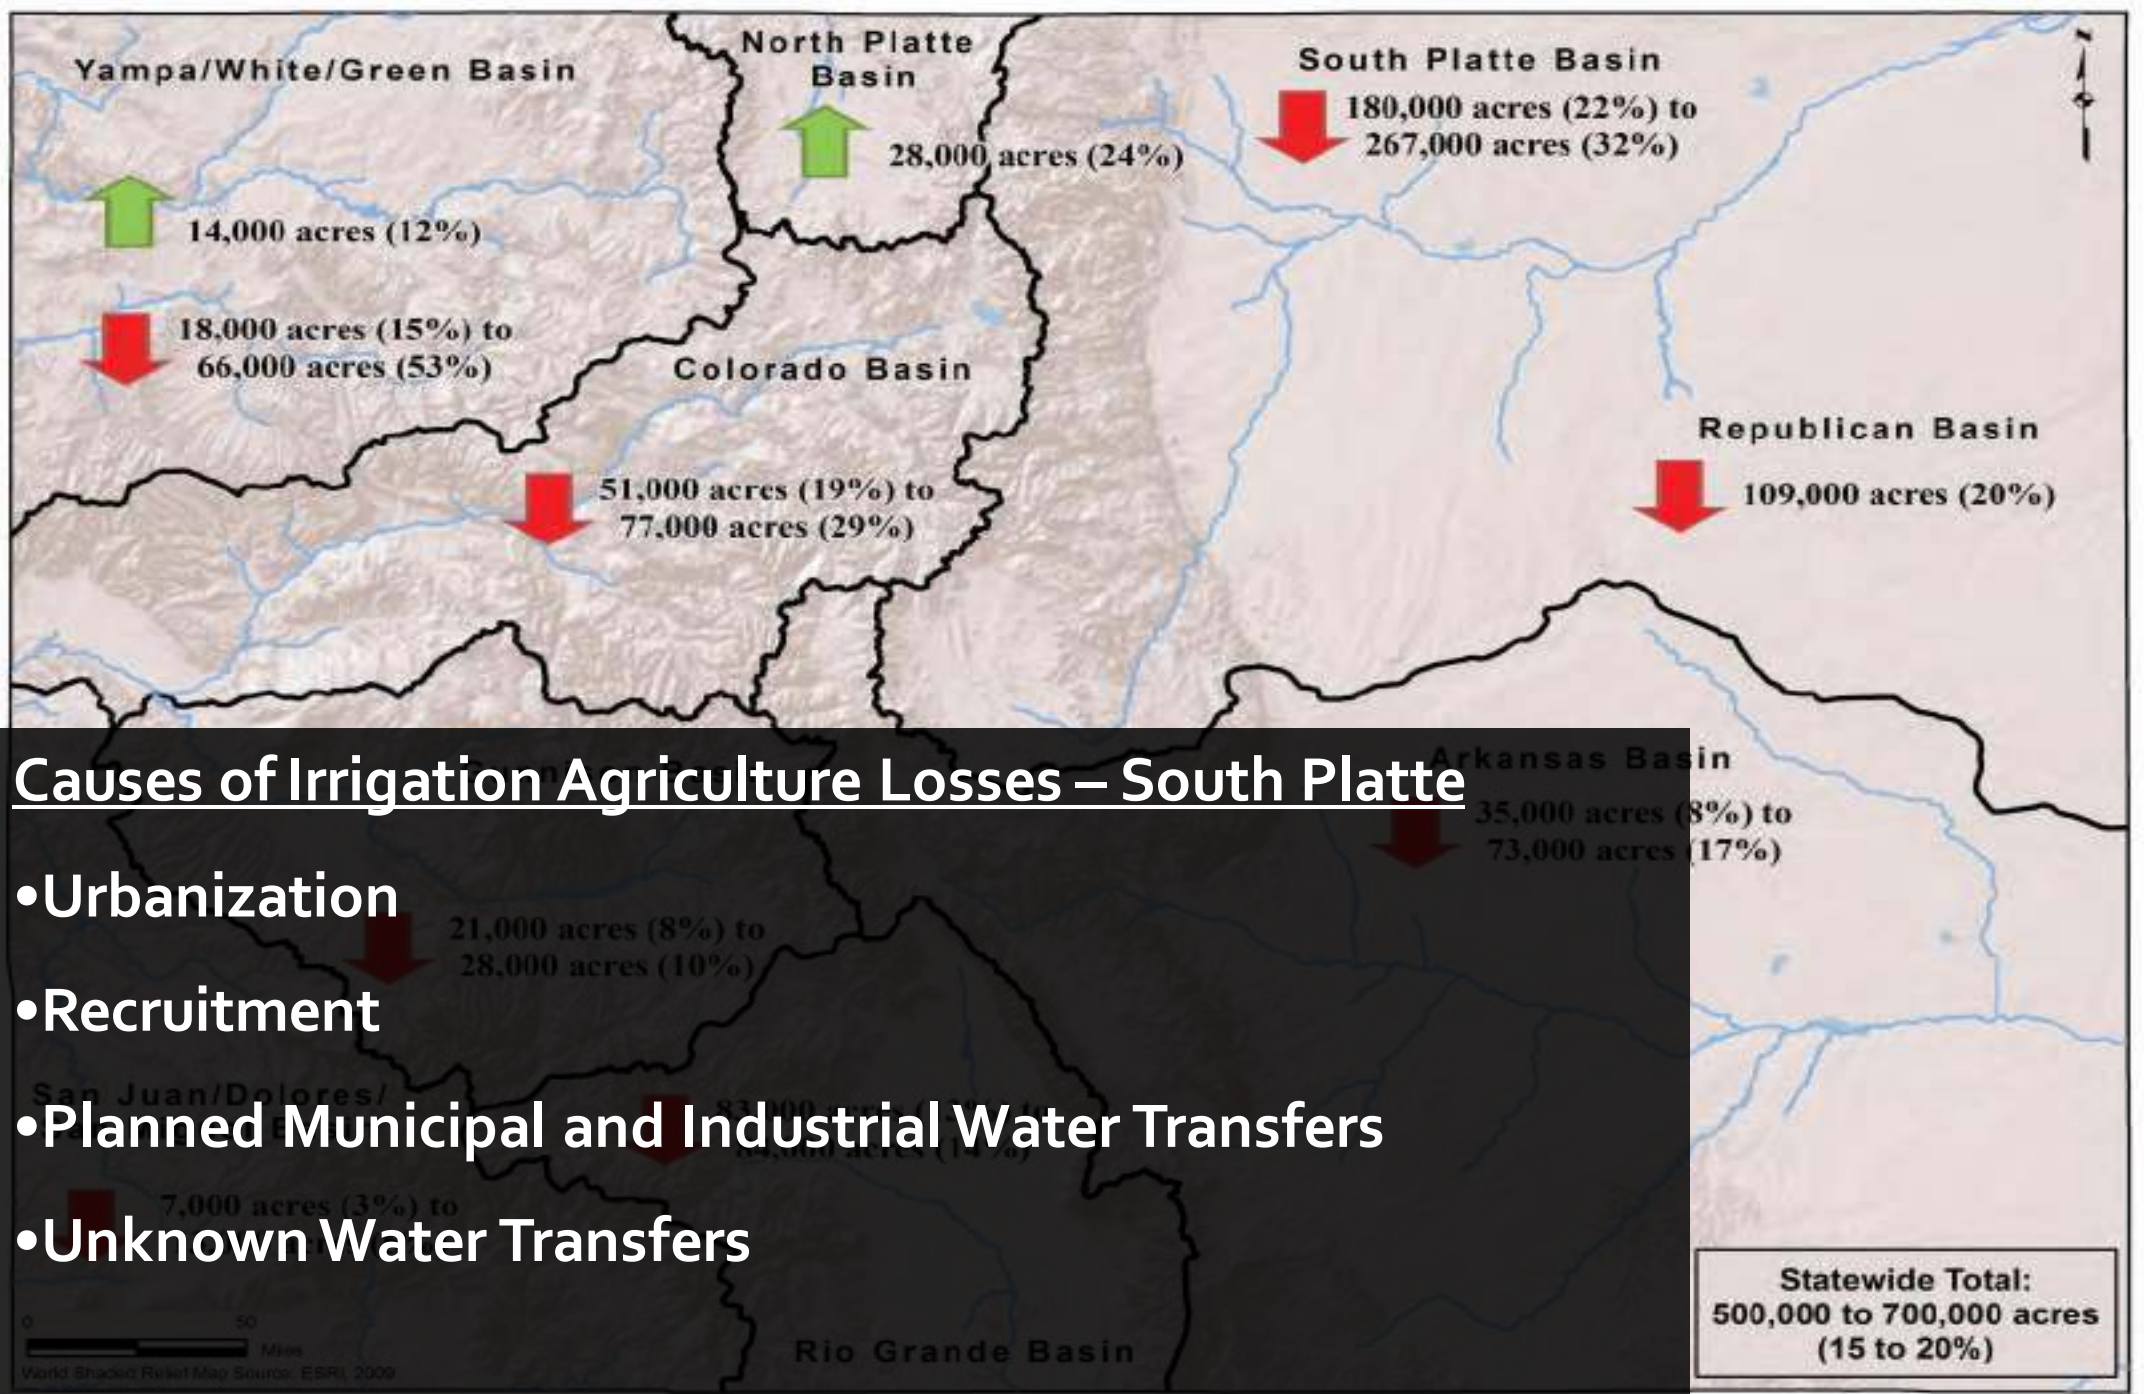 Yampa/White/Green Basin
14,000 acres (12%)
18,000 acres (15%) to
66,000 acres (53%)
North Platte
Basin
28,000 acres (24%)
South Platte Basin
180,000 acres (22%) to
267,000 acres (32%)
Colorado Basin
51,000 acres (19%) to
77,000 acres (29%)
Republican Basin
109,000 acres (20%)
Arkansas Basin
35,000 acres (8%) to
73,000 acres (17%)
Causes of Irrigation Agriculture Losses – South Platte
•Urbanization
21,000 acres (8%) to
28,000 acres (10%)
•Recruitment
San Juan/Dolores/
•Planned Municipal and Industrial Water Transfers
7,000 acres (3%) to
•Unknown Water Transfers
Rio Grande Basin
0 50
Miles
World Shaded Relief Map Source: ESRI, 2009
Statewide Total:
500,000 to 700,000 acres
(15 to 20%)